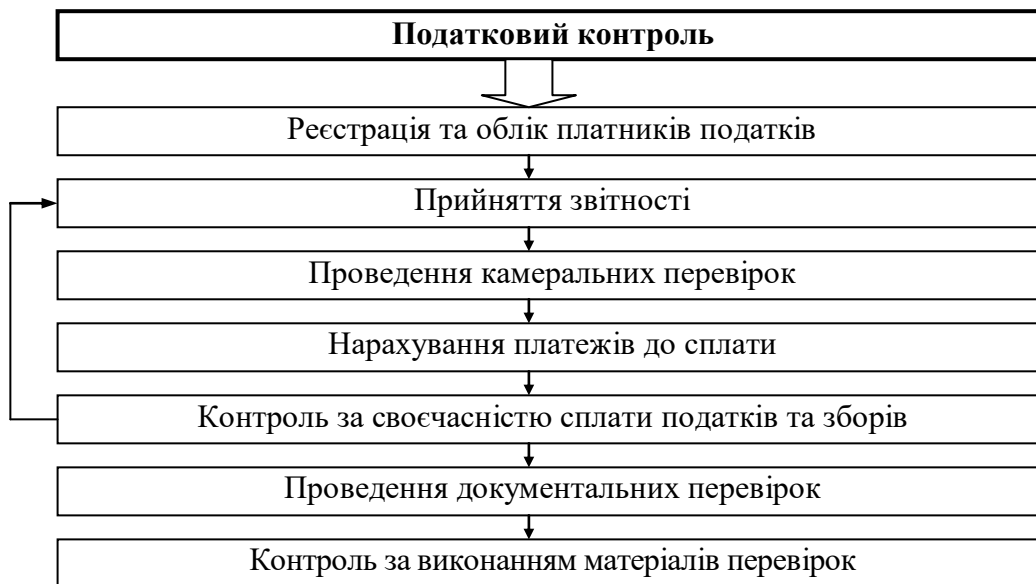 Податковий контроль
Реєстрація та облік платників податків
Прийняття звітності
Проведення камеральних перевірок
Нарахування платежів до сплати
Контроль за своєчасністю сплати податків та зборів
Проведення документальних перевірок
Контроль за виконанням матеріалів перевірок